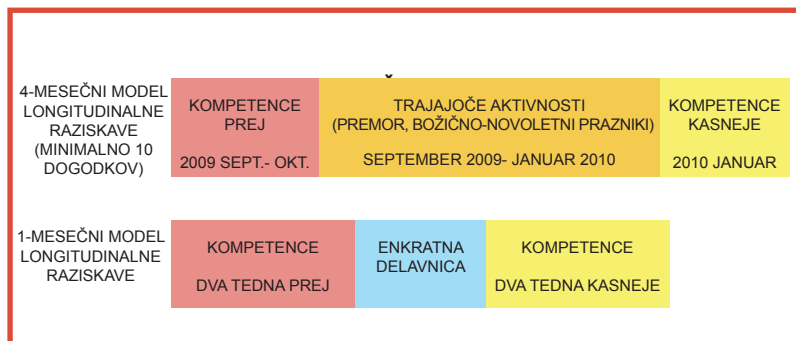 4-MESEČNI MODEL
LONGITUDINALNE
RAZISKAVE
(MINIMALNO 10
DOGODKOV)
KOMPETENCE
PREJ
2009 SEPT.- OKT.
TRAJAJOČE AKTIVNOSTI
(PREMOR, BOŽIČNO-NOVOLETNI PRAZNIKI)
SEPTEMBER 2009- JANUAR 2010
KOMPETENCE
KASNEJE
2010 JANUAR
1-MESEČNI MODEL
LONGITUDINALNE
RAZISKAVE
KOMPETENCE
DVA TEDNA PREJ
ENKRATNA
DELAVNICA
KOMPETENCE
DVA TEDNA KASNEJE